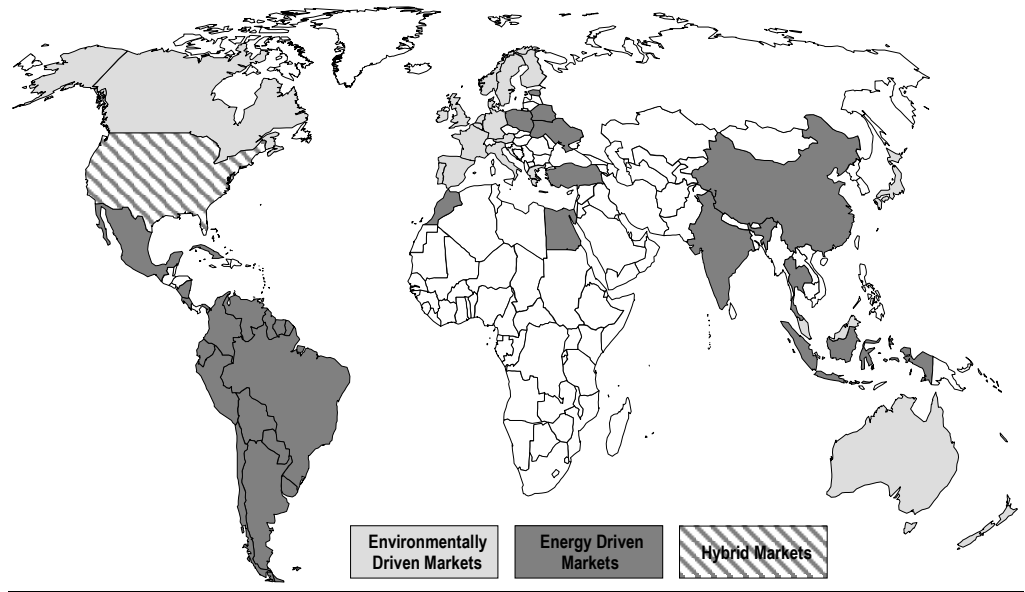 Environmentally
Driven Markets
Energy Driven
Markets
Hybrid Markets